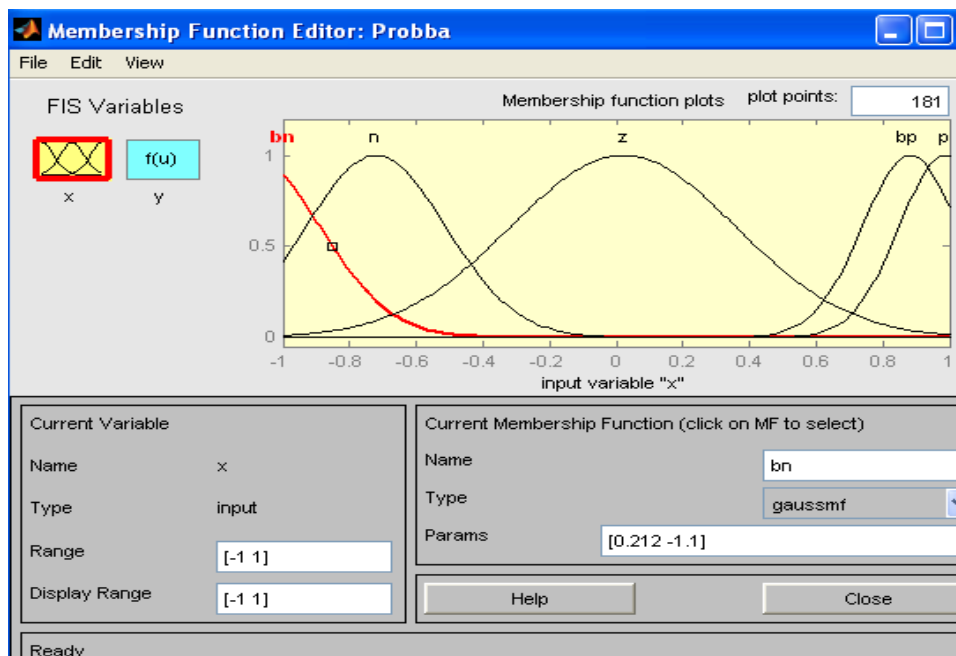 Membership Function Editor: Probba
File Edit View
FIS Variables
Membership function plots plot points: 181
f(u)
x y
bn n z bp p
1
0.5
0
-1 -0.8 -0.6 -0.4 -0.2 0 0.2 0.4 0.6 0.8 1
input variable "x"
Current Variable
Name x
Type input
Range [-1 1]
Display Range [-1 1]
Current Membership Function (click on MF to select)
Name bn
Type gaussmf
Params [0.212 -1.1]
Help Close
Ready